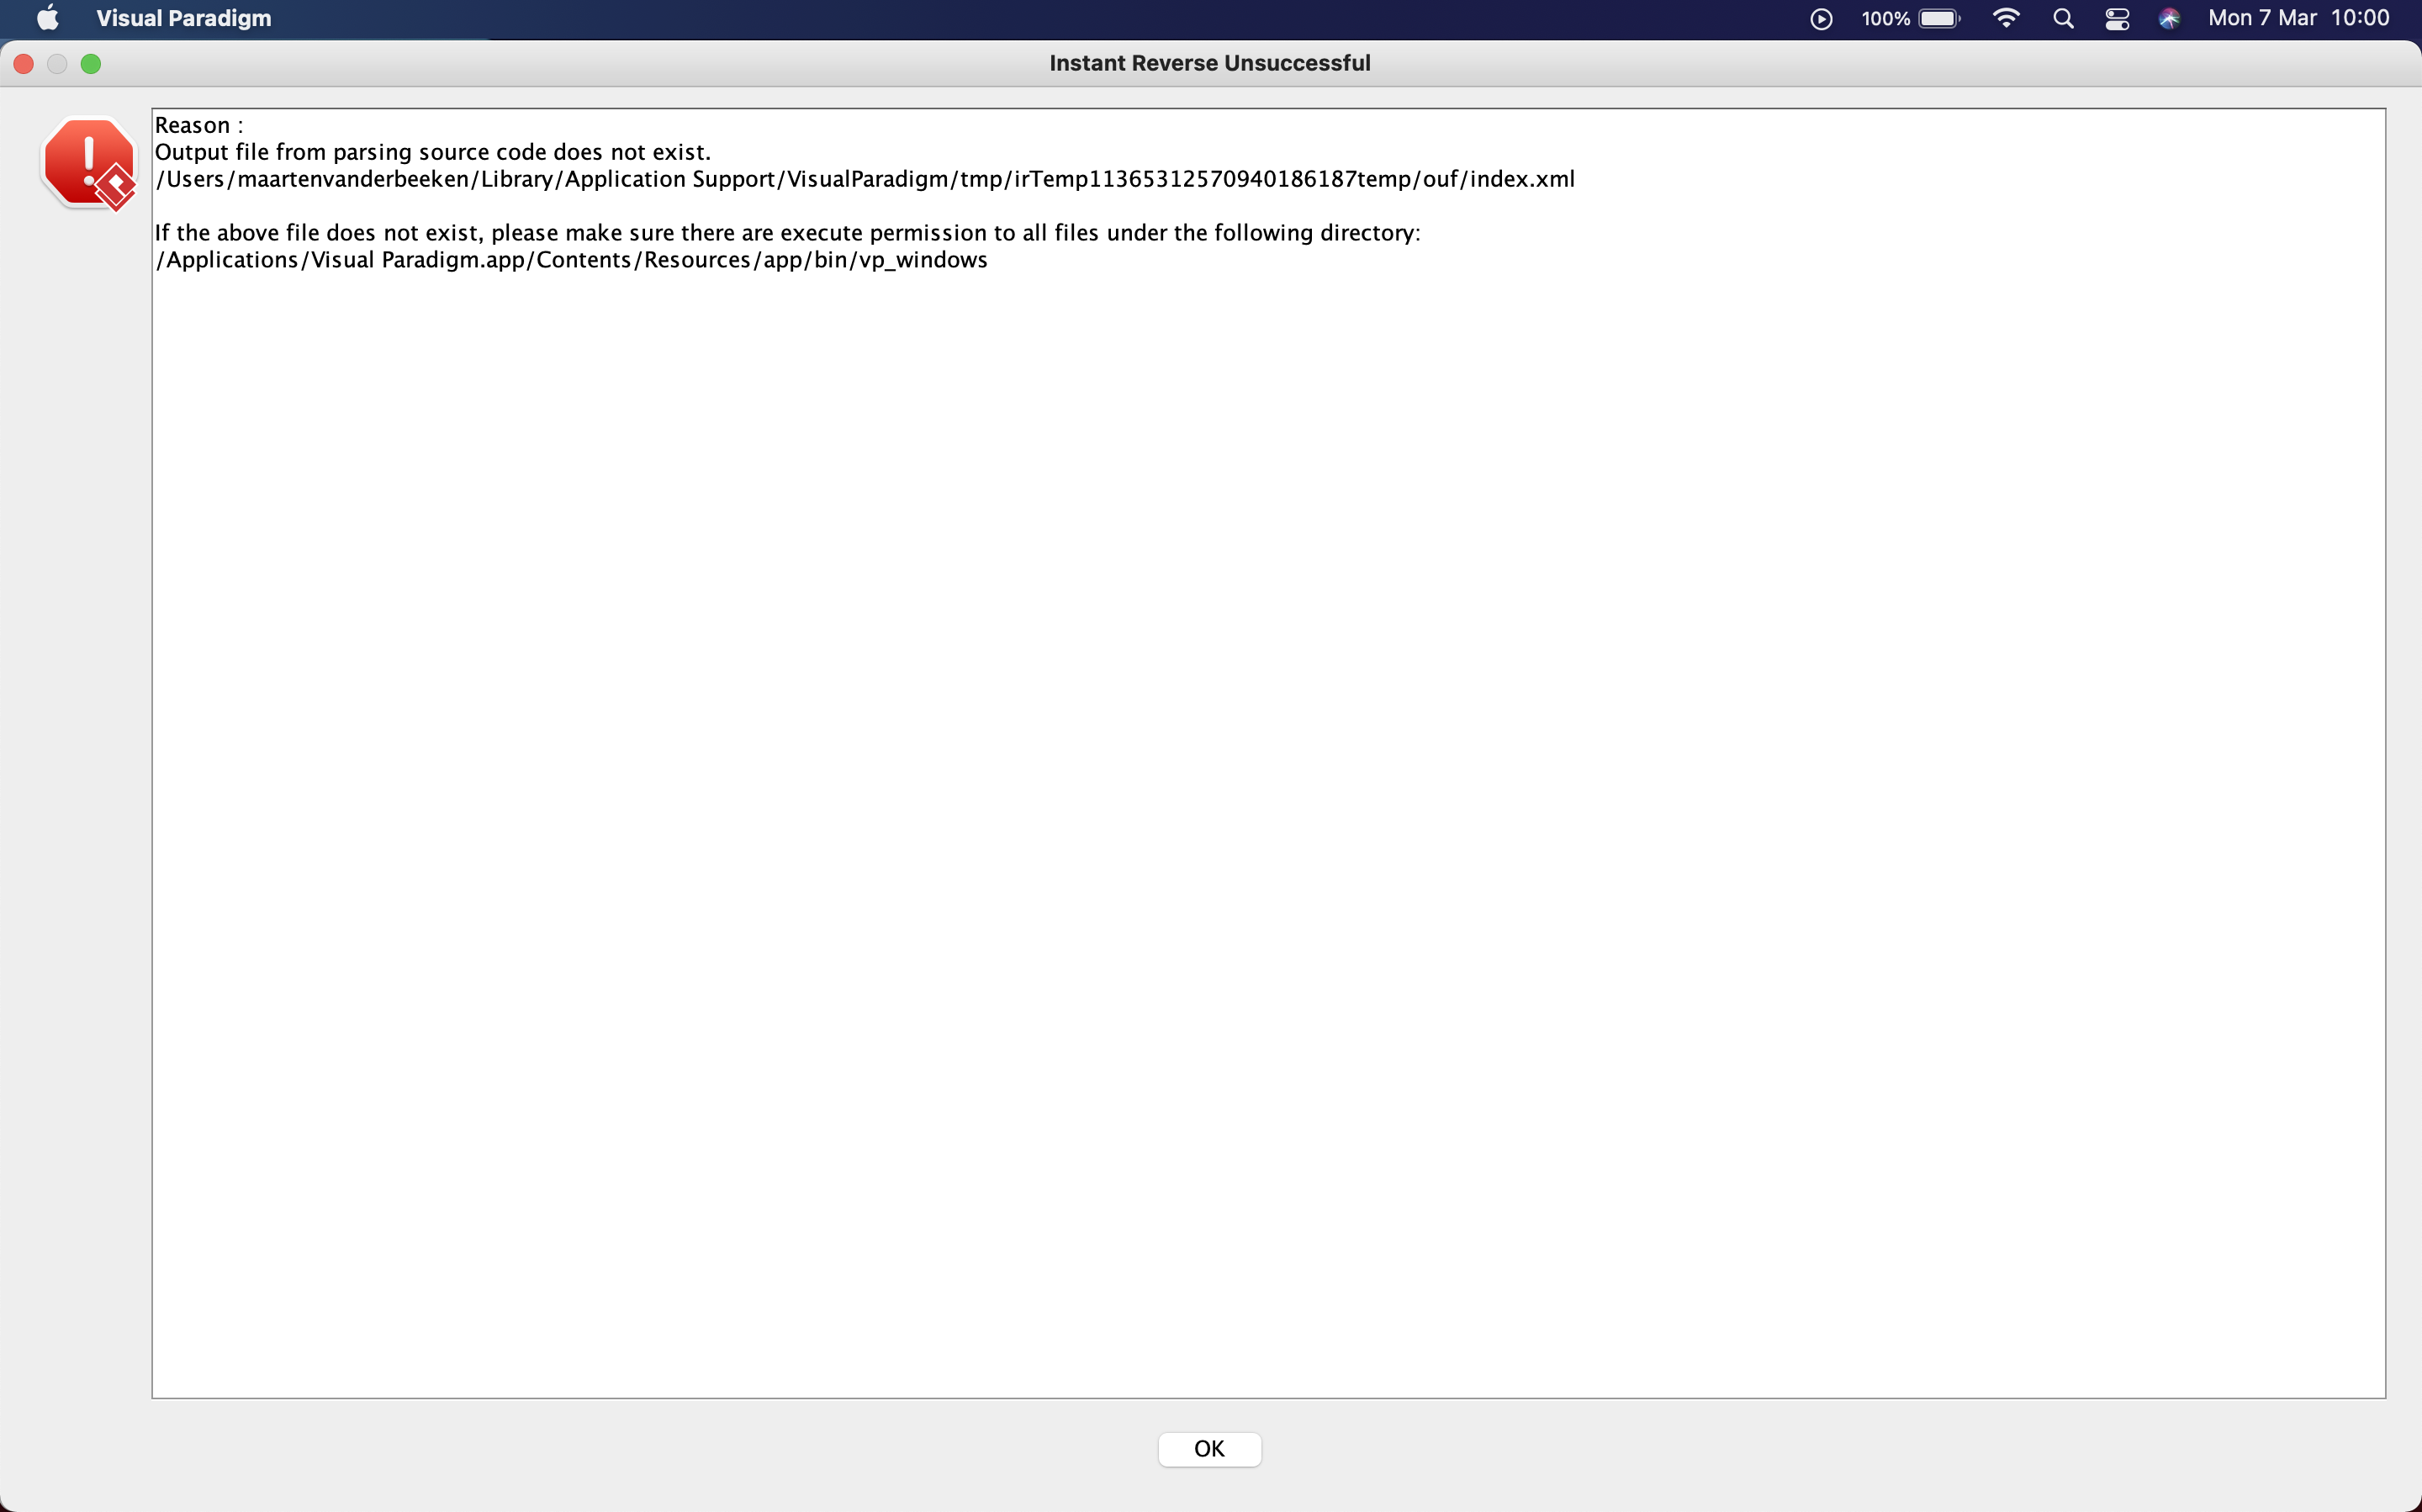 Visual Paradigm
100%
Mon 7 Mar 10:00
Instant Reverse Unsuccessful
Reason :
Output file from parsing source code does not exist.
/Users/maartenvanderbeeken/Library/Application Support/VisualParadigm/tmp/irTemp11365312570940186187temp/ouf/index.xml
If the above file does not exist, please make sure there are execute permission to all files under the following directory:
/Applications/Visual Paradigm.app/Contents/Resources/app/bin/vp_windows
OK